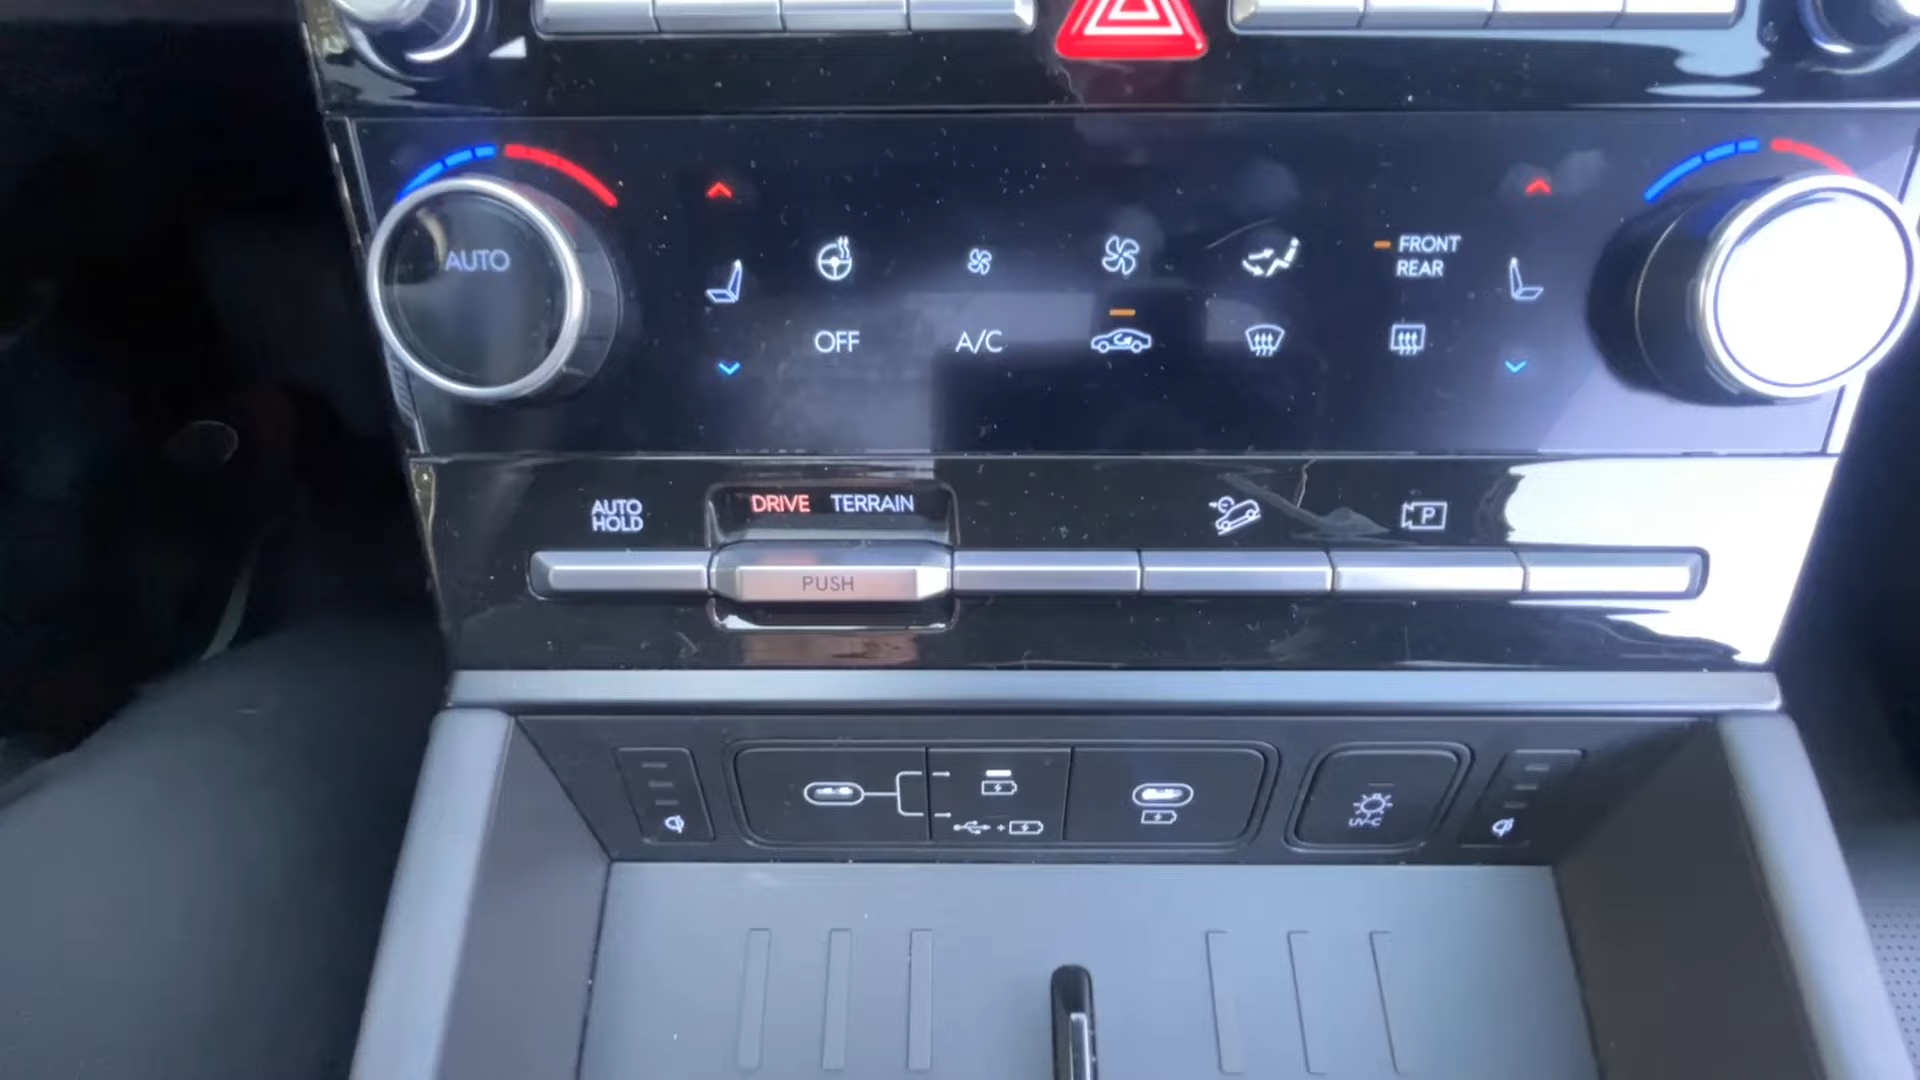 AUTO
FRONT
REAR
OFF
A/C
AUTO
HOLD
DRIVE TERRAIN
P
PUSH
UV-C